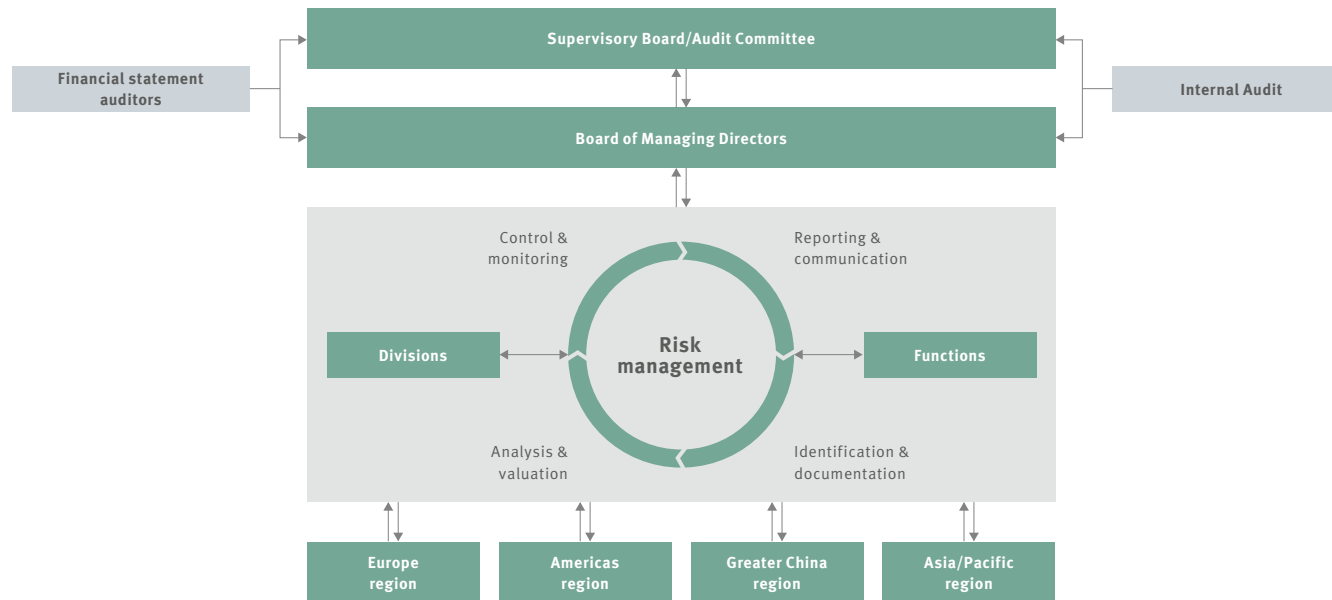 Supervisory Board/Audit Committee
Financial statement
auditors
Internal Audit
Board of Managing Directors
Control &
monitoring
Reporting &
communication
Divisions
Risk
management
Functions
Analysis &
valuation
Identification &
documentation
Europe
region
Americas
region
Greater China
region
Asia/Pacific
region